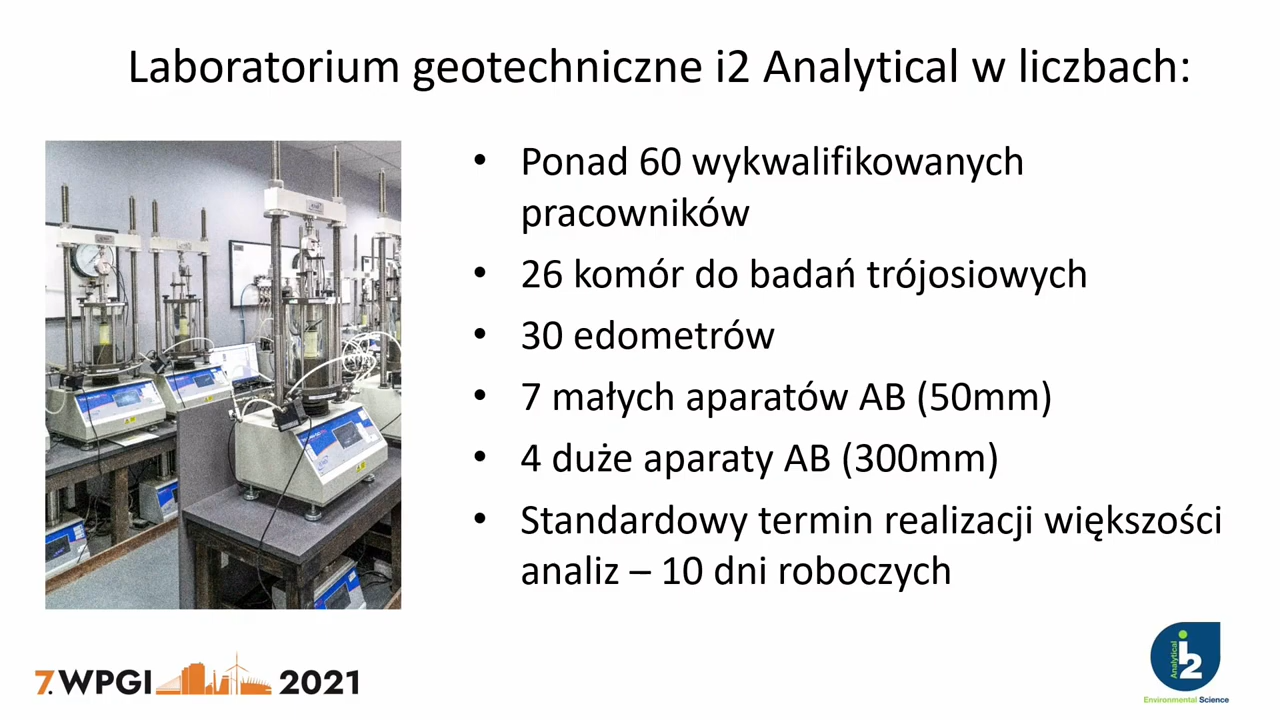 Laboratorium geotechniczne i2 Analytical w liczbach:
• Ponad 60 wykwalifikowanych
pracowników
• 26 komór do badań trójosiowych
• 30 edometrów
• 7 małych aparatów AB (50mm)
• 4 duże aparaty AB (300mm)
• Standardowy termin realizacji większości
analiz – 10 dni roboczych
7. WPGI 2021
Analytical i2
Environmental Science